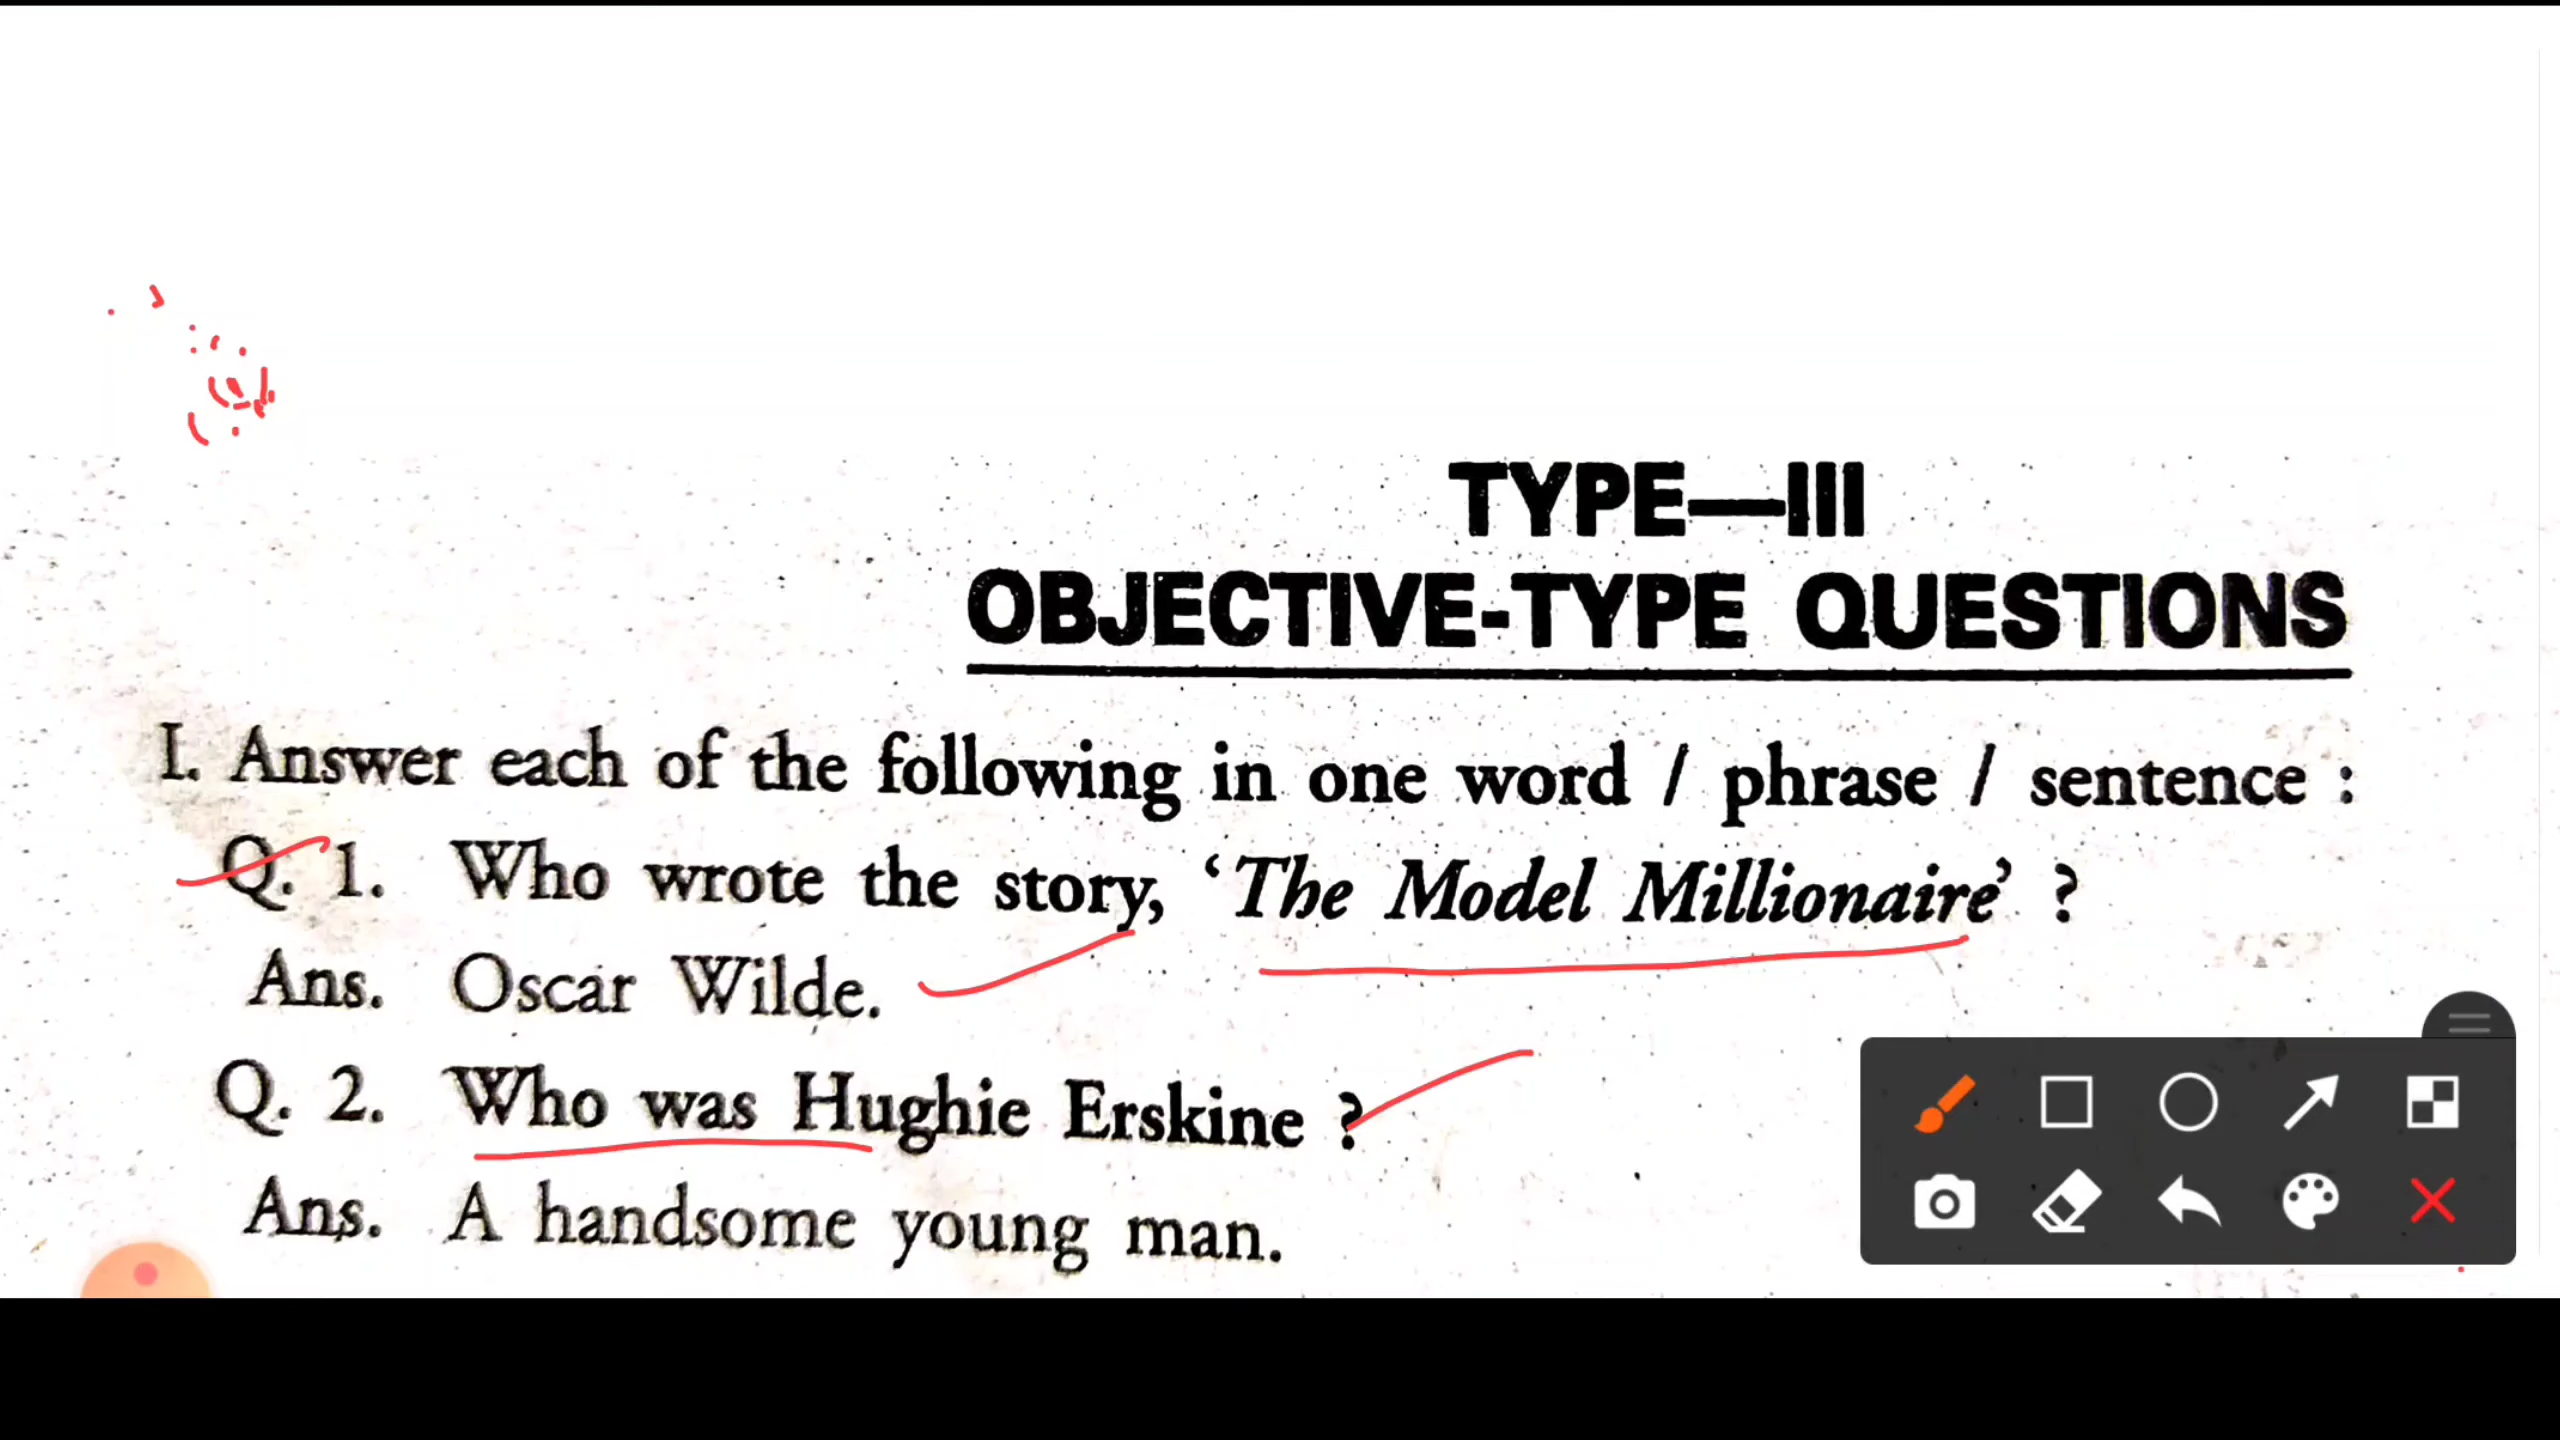 TYPE—III
OBJECTIVE-TYPE QUESTIONS
I. Answer each of the following in one word / phrase / sentence :
Q. 1. Who wrote the story, ‘The Model Millionaire’ ?
Ans. Oscar Wilde.
Q. 2. Who was Hughie Erskine ?
Ans. A handsome young man.